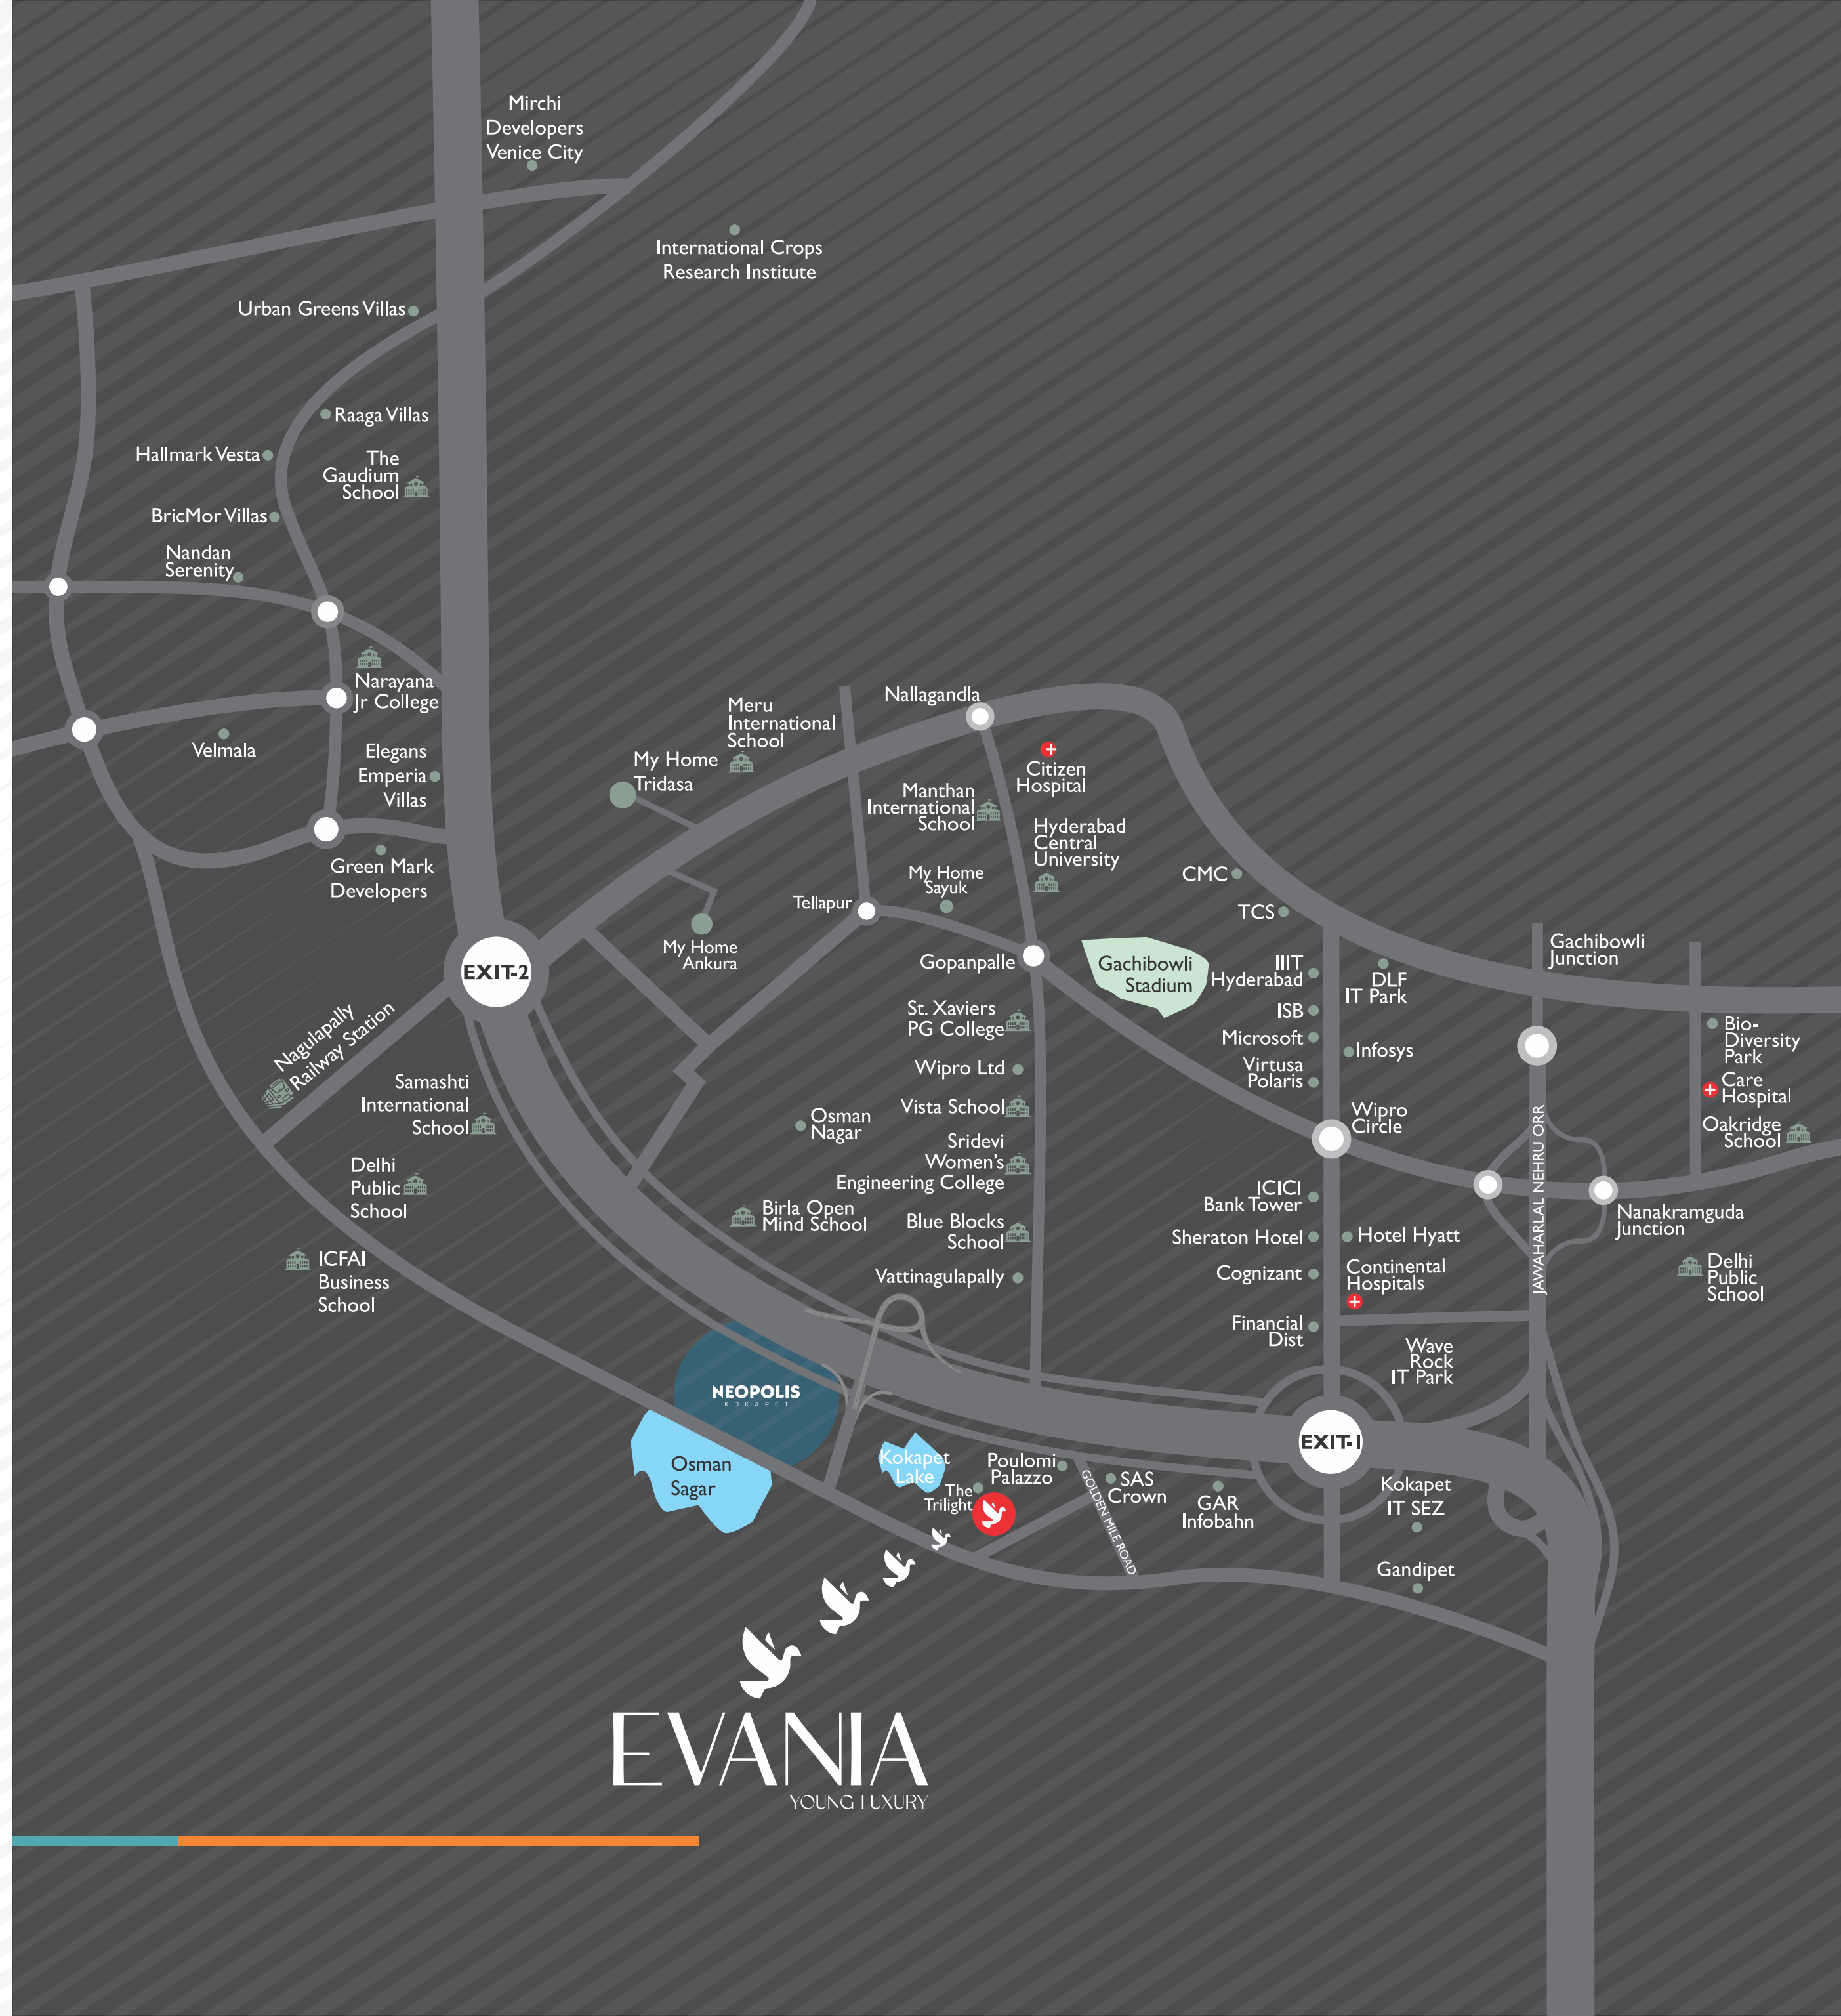 Mirchi
Developers
Venice City
International Crops
Research Institute
Urban Greens Villas
Raaga Villas
Hallmark Vesta
The
Gaudium
School
BricMor Villas
Nandan
Serenity
Narayana
Jr College
Velmala
Elegans
Emperia
Villas
Green Mark
Developers
Meru
International
School
My Home
Tridasa
Nallagandla
Citizen
Hospital
Manthan
International
School
Hyderabad
Central
University
My Home
Sayuk
Tellapur
My Home
Ankura
Gopanpalle
Gachibowli
Stadium
CMC
TCS
IIIT
Hyderabad
DLF
IT Park
ISB
Microsoft
Infosys
Virtusa
Polaris
Wipro
Circle
Gachibowli
Junction
Bio-
Diversity
Park
Care
Hospital
Oakridge
School
EXIT-2
Nagulapally
Railway Station
Samashti
International
School
Delhi
Public
School
ICFAI
Business
School
St. Xaviers
PG College
Wipro Ltd
Vista School
Osman
Nagar
Sridevi
Women's
Engineering College
Birla Open
Mind School
Blue Blocks
School
Vattinagulapally
ICICI
Bank Tower
Sheraton Hotel
Hotel Hyatt
Cognizant
Continental
Hospitals
Financial
Dist
Wave
Rock
IT Park
JAWAHARLAL NEHRU ORR
Nanakramguda
Junction
Delhi
Public
School
NEOPOLIS
KOKAPET
Osman
Sagar
Kokapet
Lake
The
Trilight
Poulomi
Palazzo
GOLDEN MILE ROAD
SAS
Crown
GAR
Infobahn
EXIT-1
Kokapet
IT SEZ
Gandipet
EVANIA
YOUNG LUXURY